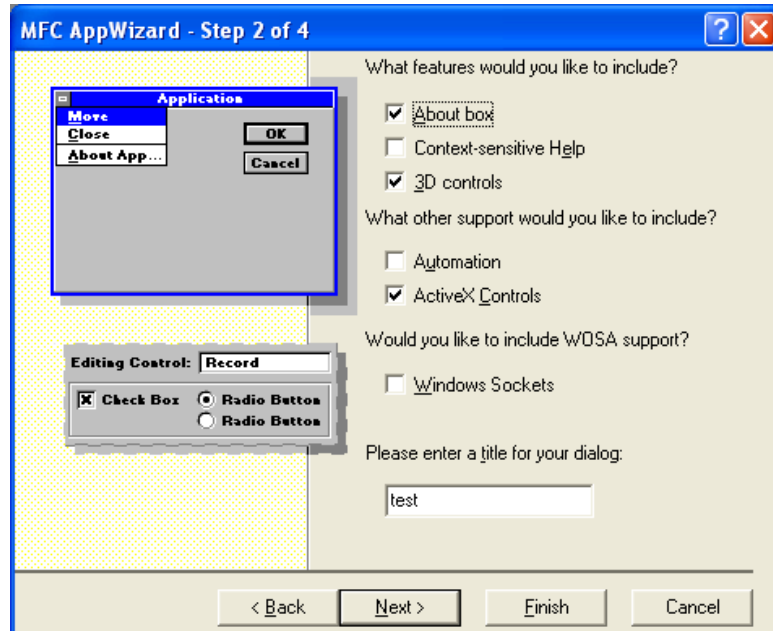 MFC AppWizard - Step 2 of 4
Application
Move
Close
About App...
OK
Cancel
Editing Control: Record
Check Box
Radio Button
Radio Button
What features would you like to include?
About box
Context-sensitive Help
3D controls
What other support would you like to include?
Automation
ActiveX Controls
Would you like to include WOSA support?
Windows Sockets
Please enter a title for your dialog:
test
< Back
Next >
Finish
Cancel